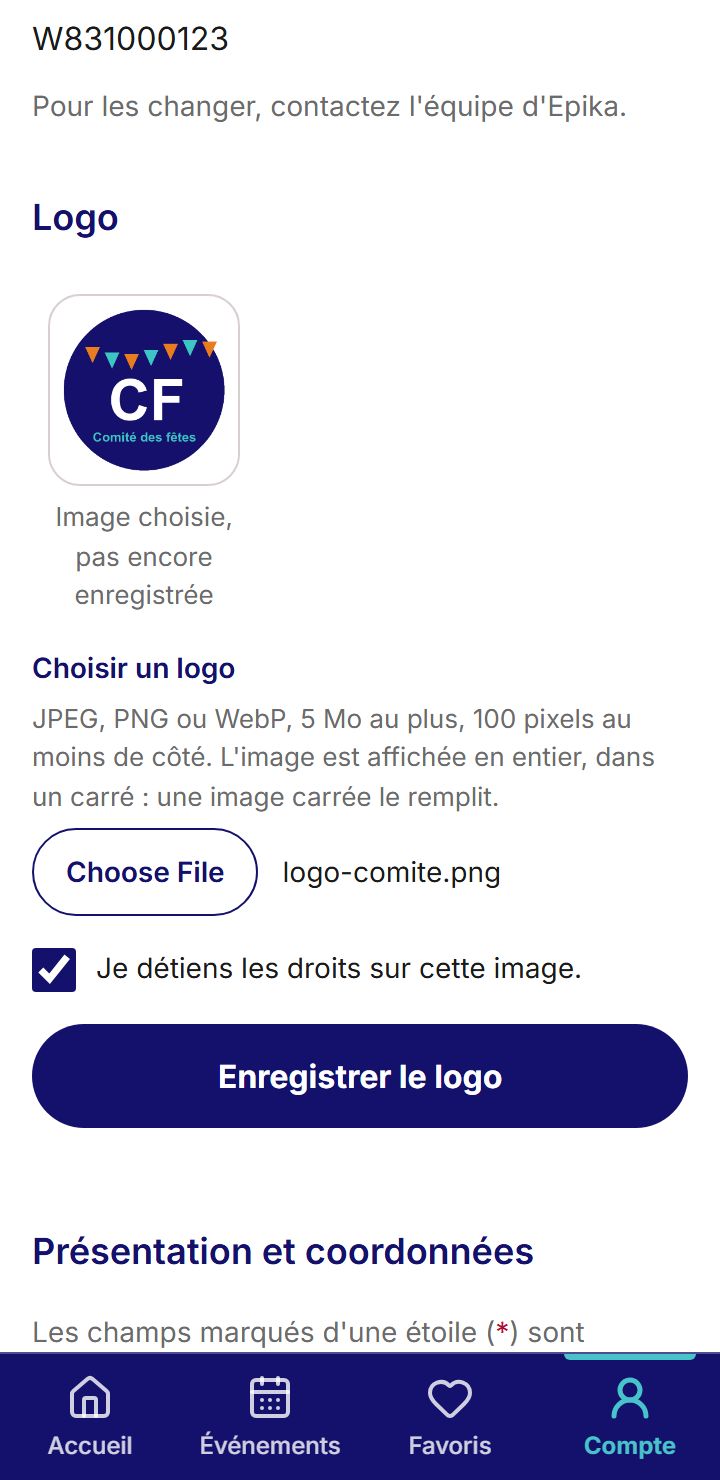 W831000123
Pour les changer, contactez l'équipe d'Epika.
Logo
CF
Comité des fêtes
Image choisie,
pas encore
enregistrée
Choisir un logo
JPEG, PNG ou WebP, 5 Mo au plus, 100 pixels au
moins de côté. L'image est affichée en entier, dans
un carré : une image carrée le remplit.
Choose File logo-comite.png
Je détiens les droits sur cette image.
Enregistrer le logo
Présentation et coordonnées
Les champs marqués d'une étoile (*) sont
Accueil Événements Favoris Compte